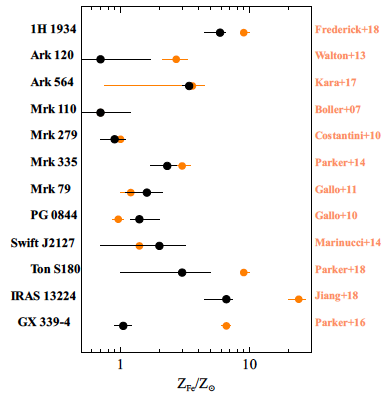 1H 1934 Frederick+18
Ark 120 Walton+13
Ark 564 Kara+17
Mrk 110 Boller+07
Mrk 279 Costantini+10
Mrk 335 Parker+14
Mrk 79 Gallo+11
PG 0844 Gallo+10
Swift J2127 Marinucci+14
Ton S180 Parker+18
IRAS 13224 Jiang+18
GX 339-4 Parker+16
1 10
Z_Fe/Z_⊙